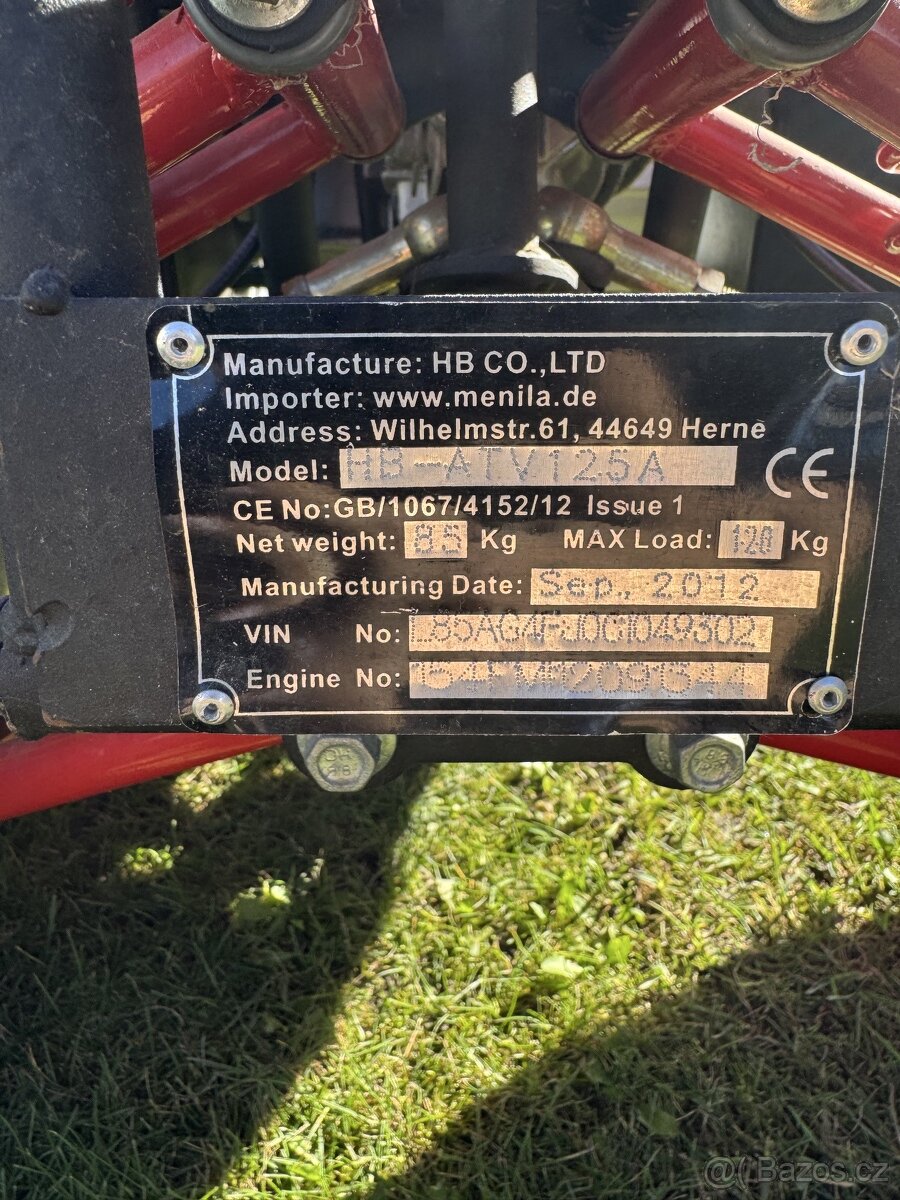 Manufacture: HB CO.,LTD
Importer: www.menila.de
Address: Wilhelmstr.61, 44649 Herne
Model: HB-ATV125A
CE
CE No:GB/1067/4152/12 Issue 1
Net weight: 85 Kg MAX Load: 120 Kg
Manufacturing Date: Sep, 2012
VIN No:
Engine No:
Bazos.cz